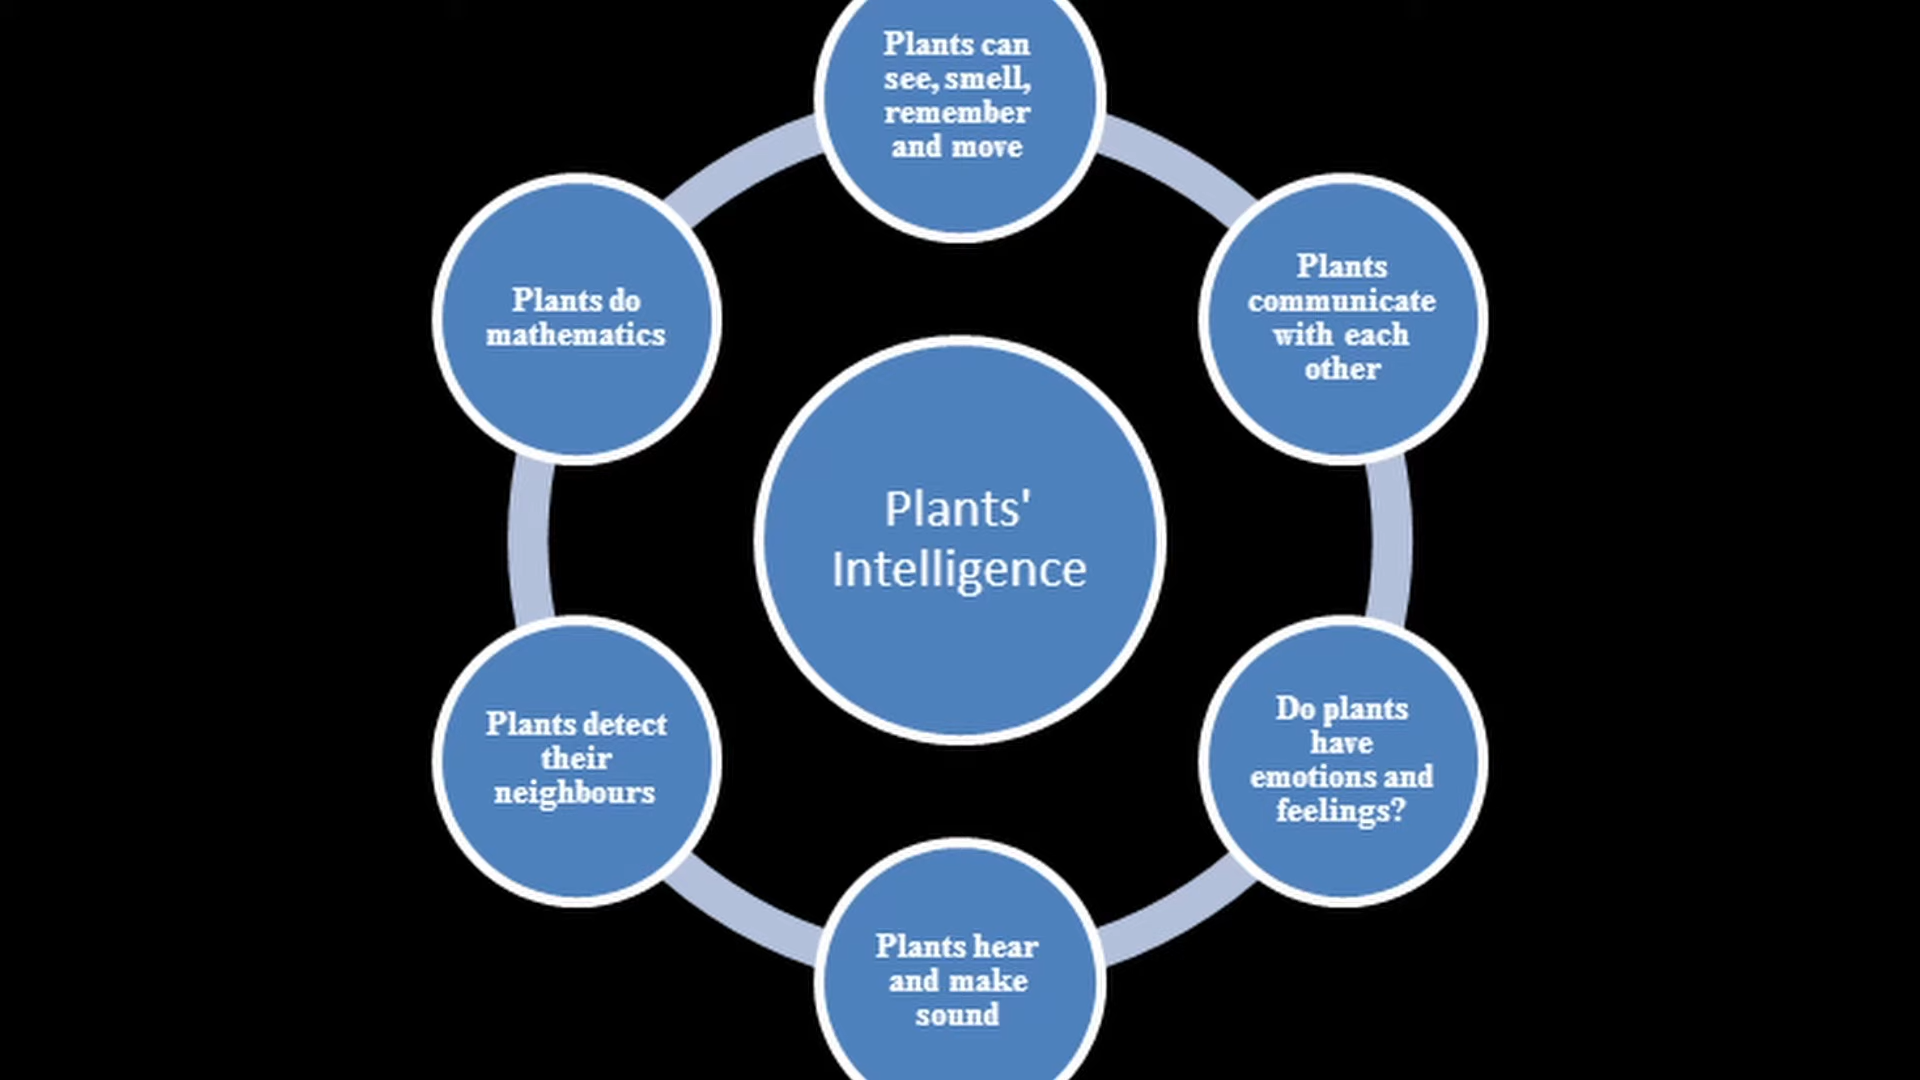 Plants can
see, smell,
remember
and move
Plants
communicate
with each
other
Do plants
have
emotions and
feelings?
Plants hear
and make
sound
Plants detect
their
neighbours
Plants do
mathematics
Plants'
Intelligence